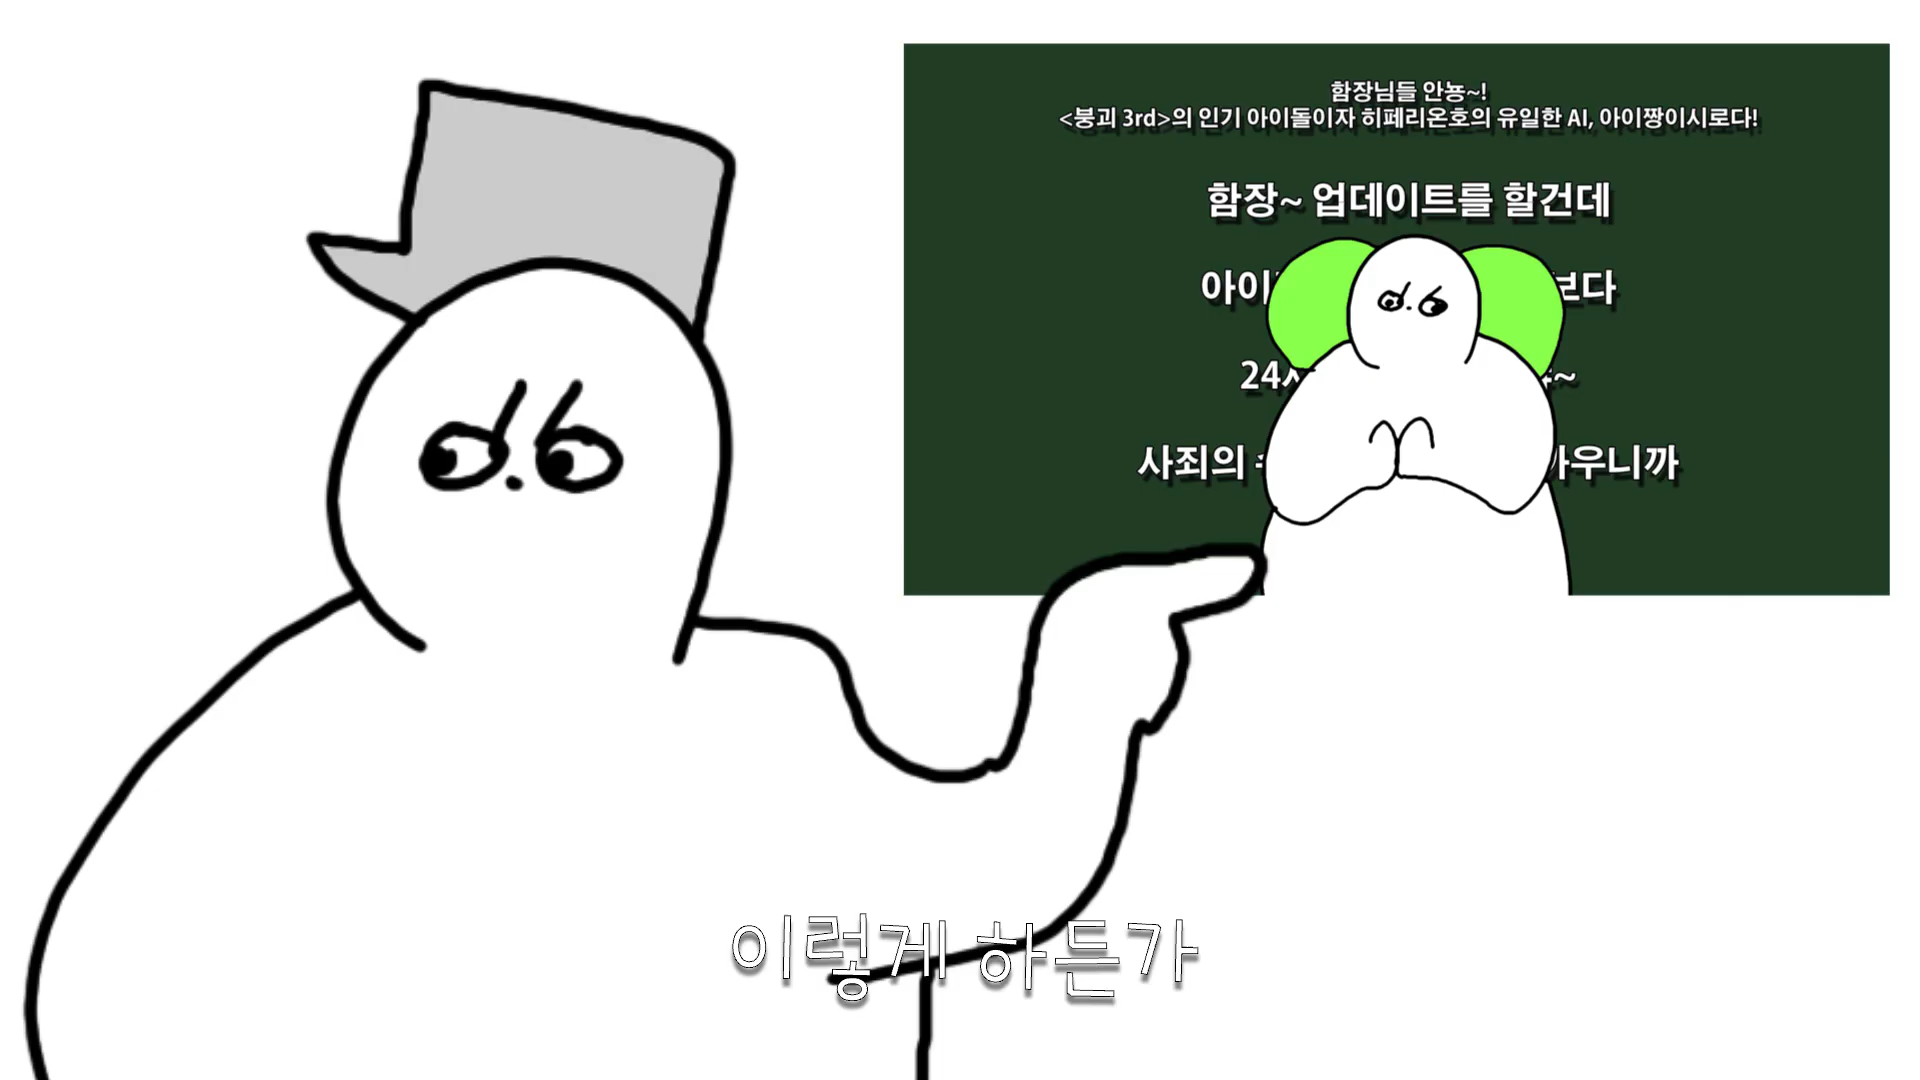 함장님들 안뇽~!
<붕괴 3rd>의 인기 아이돌이자 히페리온호의 유일한 AI, 아이짱이시로다!
함장~ 업데이트를 할건데
아이 보다
24 ~
사죄의 우니까
이렇게 하든가